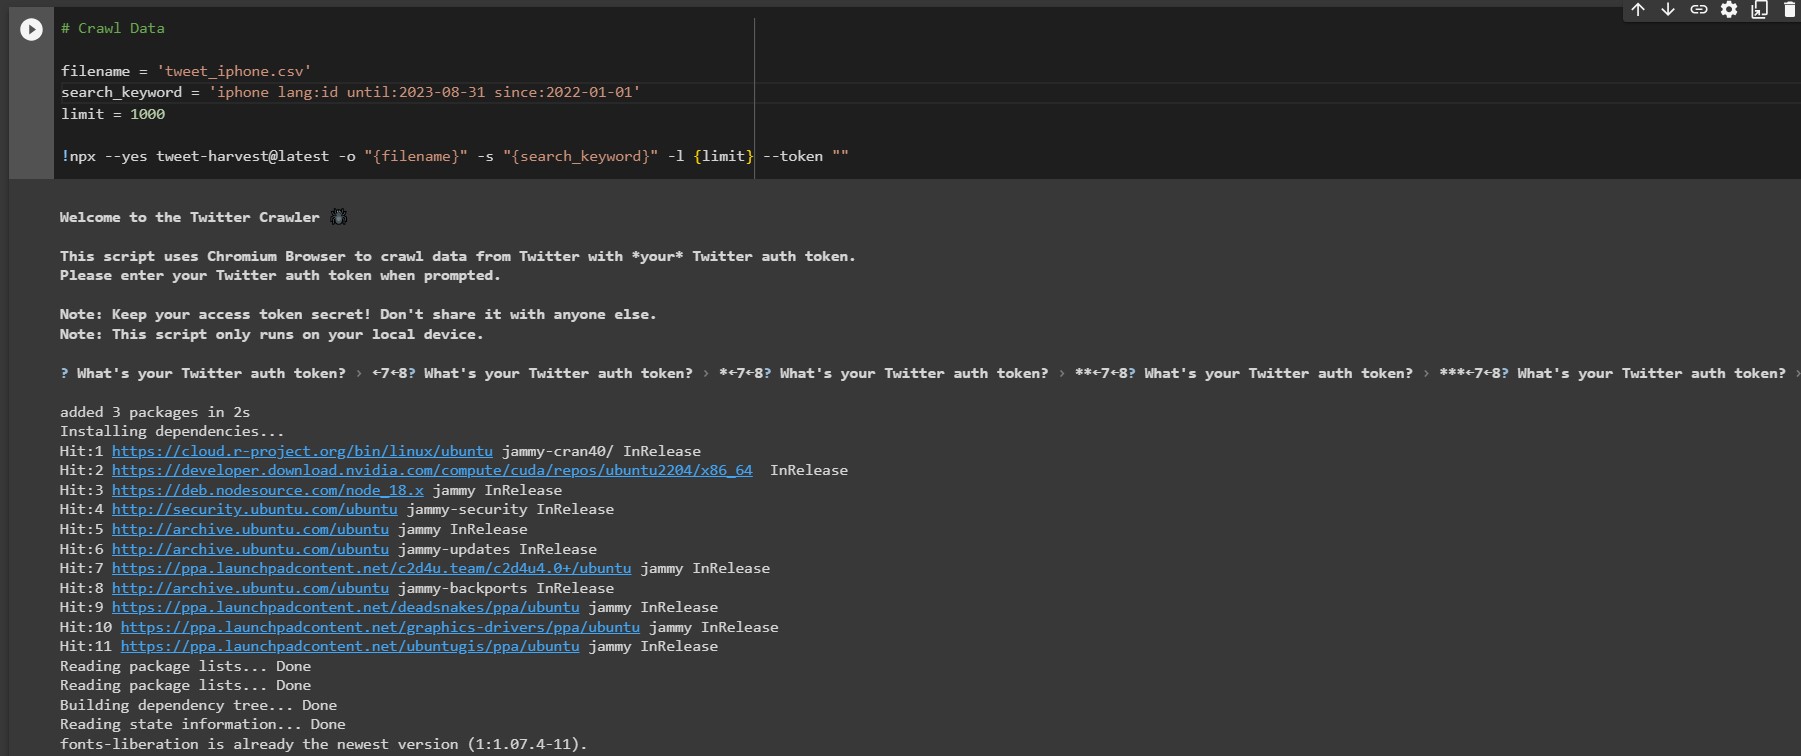 # Crawl Data
filename = 'tweet_iphone.csv'
search_keyword = 'iphone lang:id until:2023-08-31 since:2022-01-01'
limit = 1000
!npx --yes tweet-harvest@latest -o "{filename}" -s "{search_keyword}" -l {limit} --token ""
Welcome to the Twitter Crawler 🕷️
This script uses Chromium Browser to crawl data from Twitter with *your* Twitter auth token.
Please enter your Twitter auth token when prompted.
Note: Keep your access token secret! Don't share it with anyone else.
Note: This script only runs on your local device.
? What's your Twitter auth token? › ←7←8? What's your Twitter auth token? › *←7←8? What's your Twitter auth token? › **←7←8? What's your Twitter auth token? › ***←7←8? What's your Twitter auth token? ›
added 3 packages in 2s
Installing dependencies...
Hit:1 https://cloud.r-project.org/bin/linux/ubuntu jammy-cran40/ InRelease
Hit:2 https://developer.download.nvidia.com/compute/cuda/repos/ubuntu2204/x86_64  InRelease
Hit:3 https://deb.nodesource.com/node_18.x jammy InRelease
Hit:4 http://security.ubuntu.com/ubuntu jammy-security InRelease
Hit:5 http://archive.ubuntu.com/ubuntu jammy InRelease
Hit:6 http://archive.ubuntu.com/ubuntu jammy-updates InRelease
Hit:7 https://ppa.launchpadcontent.net/c2d4u.team/c2d4u4.0+/ubuntu jammy InRelease
Hit:8 http://archive.ubuntu.com/ubuntu jammy-backports InRelease
Hit:9 https://ppa.launchpadcontent.net/deadsnakes/ppa/ubuntu jammy InRelease
Hit:10 https://ppa.launchpadcontent.net/graphics-drivers/ppa/ubuntu jammy InRelease
Hit:11 https://ppa.launchpadcontent.net/ubuntugis/ppa/ubuntu jammy InRelease
Reading package lists... Done
Reading package lists... Done
Building dependency tree... Done
Reading state information... Done
fonts-liberation is already the newest version (1:1.07.4-11).